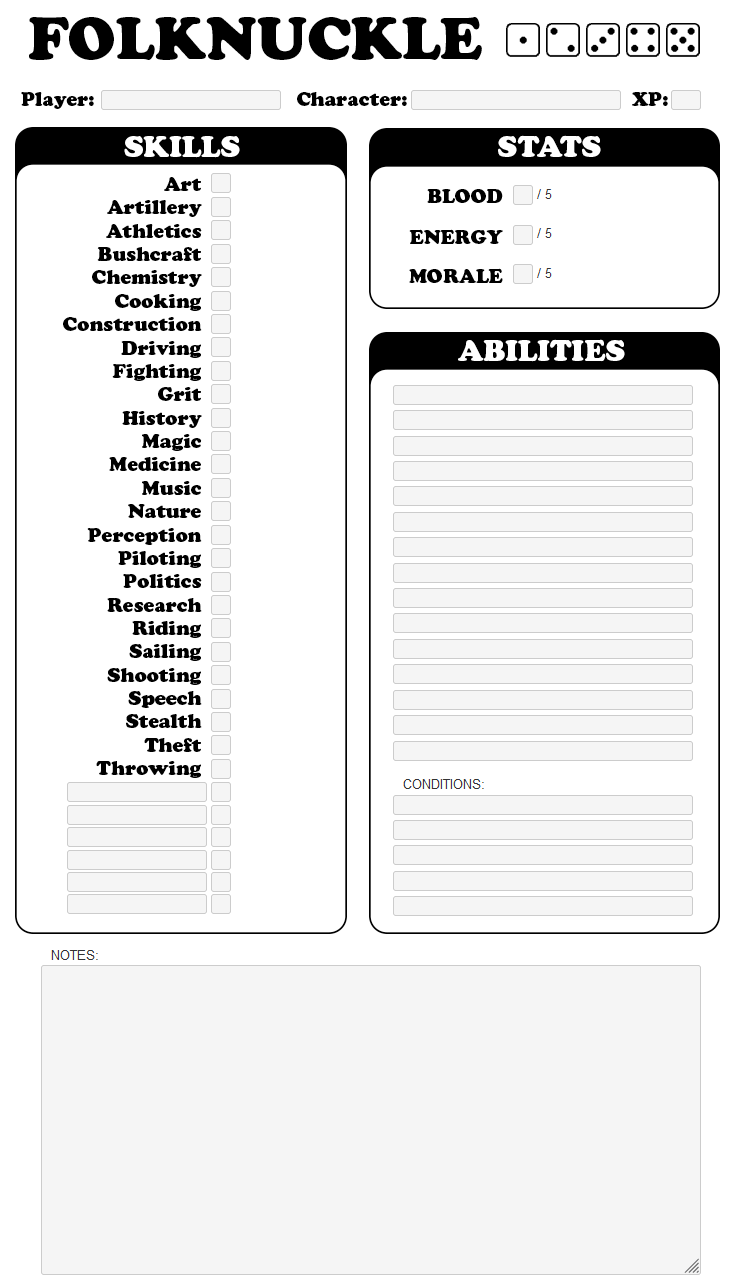 FOLKNUCKLE
Player: Character: XP:
SKILLS
Art
Artillery
Athletics
Bushcraft
Chemistry
Cooking
Construction
Driving
Fighting
Grit
History
Magic
Medicine
Music
Nature
Perception
Piloting
Politics
Research
Riding
Sailing
Shooting
Speech
Stealth
Theft
Throwing
STATS
BLOOD / 5
ENERGY / 5
MORALE / 5
ABILITIES
CONDITIONS:
NOTES: